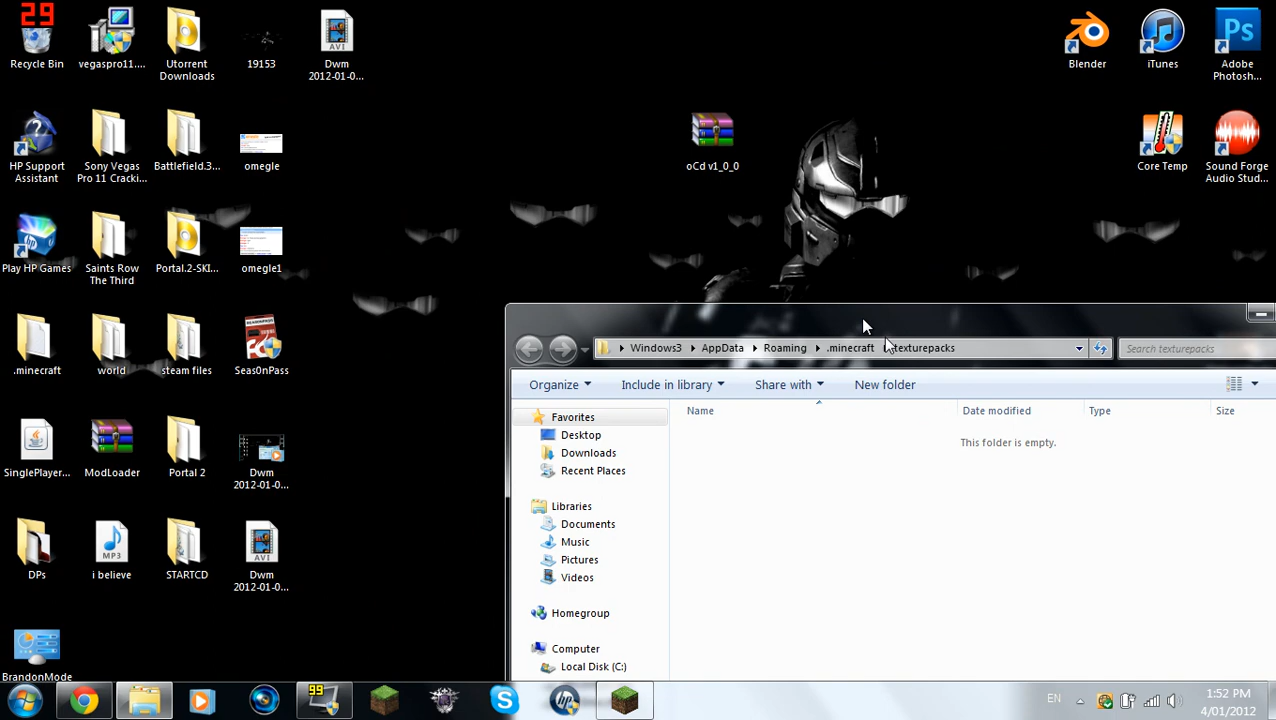 29
Recycle Bin
vegaspro11....
Utorrent
Downloads
19153
AVI
Dwm
2012-01-0...
Blender
iTunes
Ps
Adobe
Photosh...
HP Support
Assistant
Sony Vegas
Pro 11 Cracki...
Battlefield.3...
omegle
oCd v1_0_0
Core Temp
Sound Forge
Audio Stud...
Play HP Games
Saints Row
The Third
Portal.2-SKI...
omegle1
.minecraft
world
steam files
Seas0nPass
SinglePlayer...
ModLoader
Portal 2
Dwm
2012-01-0...
DPs
MP3
i believe
STARTCD
AVI
Dwm
2012-01-0...
BrandonMode
Windows3
AppData
Roaming
.minecraft
texturepacks
Search texturepacks
Organize
Include in library
Share with
New folder
Name
Date modified
Type
Size
This folder is empty.
Favorites
Desktop
Downloads
Recent Places
Libraries
Documents
Music
Pictures
Videos
Homegroup
Computer
Local Disk (C:)
99
EN
1:52 PM
4/01/2012